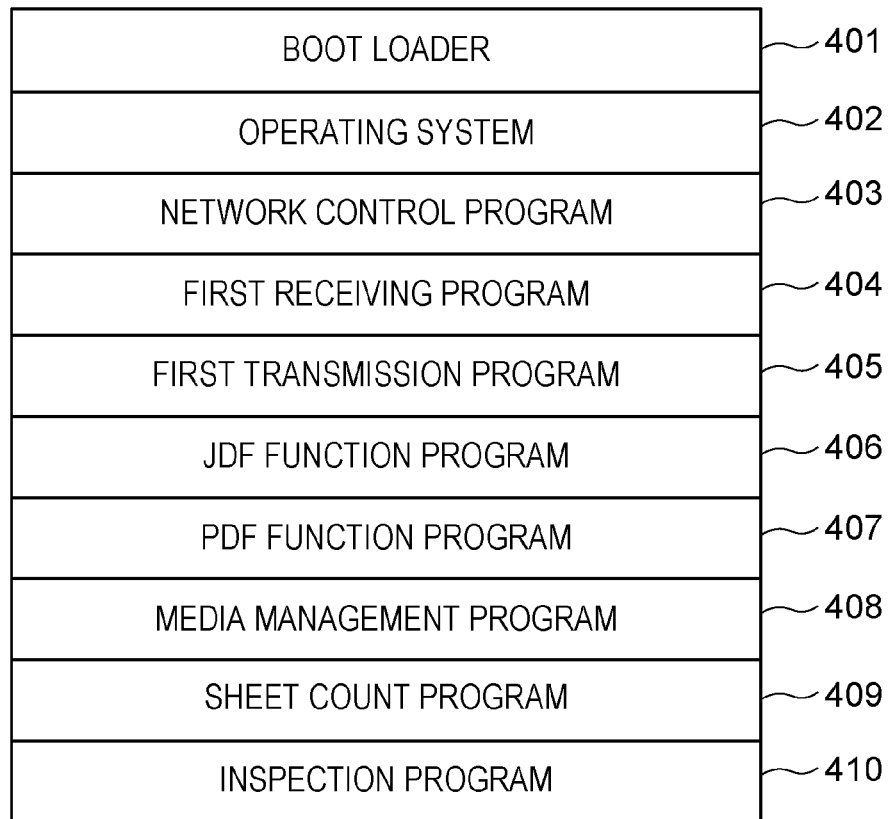 BOOT LOADER 401
OPERATING SYSTEM 402
NETWORK CONTROL PROGRAM 403
FIRST RECEIVING PROGRAM 404
FIRST TRANSMISSION PROGRAM 405
JDF FUNCTION PROGRAM 406
PDF FUNCTION PROGRAM 407
MEDIA MANAGEMENT PROGRAM 408
SHEET COUNT PROGRAM 409
INSPECTION PROGRAM 410